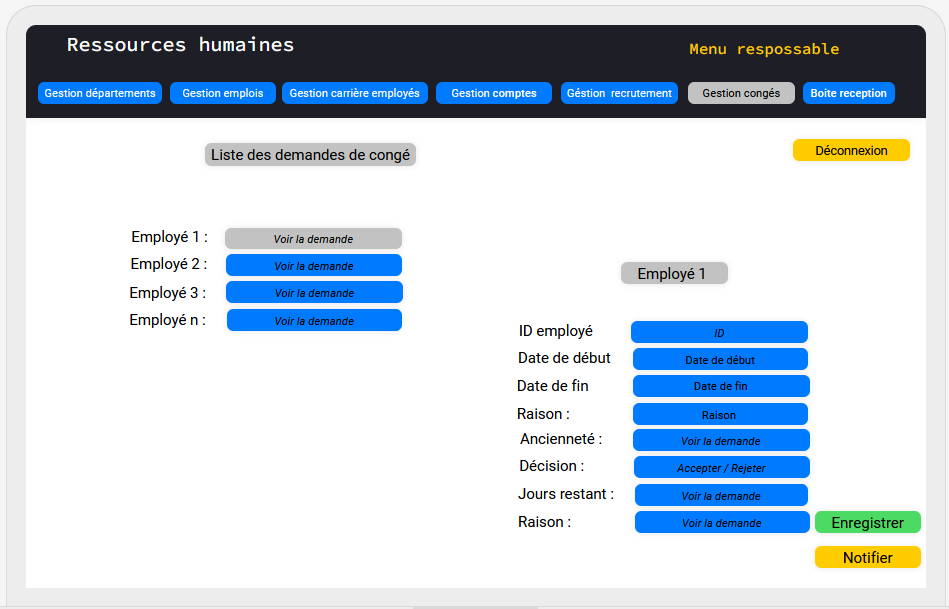 Ressources humaines
Menu respossable
Gestion départements Gestion emplois Gestion carrière employés Gestion comptes Géstion recrutement Gestion congés Boite reception
Liste des demandes de congé
Déconnexion
Employé 1 : Voir la demande
Employé 2 : Voir la demande
Employé 3 : Voir la demande
Employé n : Voir la demande
Employé 1
ID employé ID
Date de début Date de début
Date de fin Date de fin
Raison : Raison
Ancienneté : Voir la demande
Décision : Accepter / Rejeter
Jours restant : Voir la demande
Raison : Voir la demande Enregistrer
Notifier